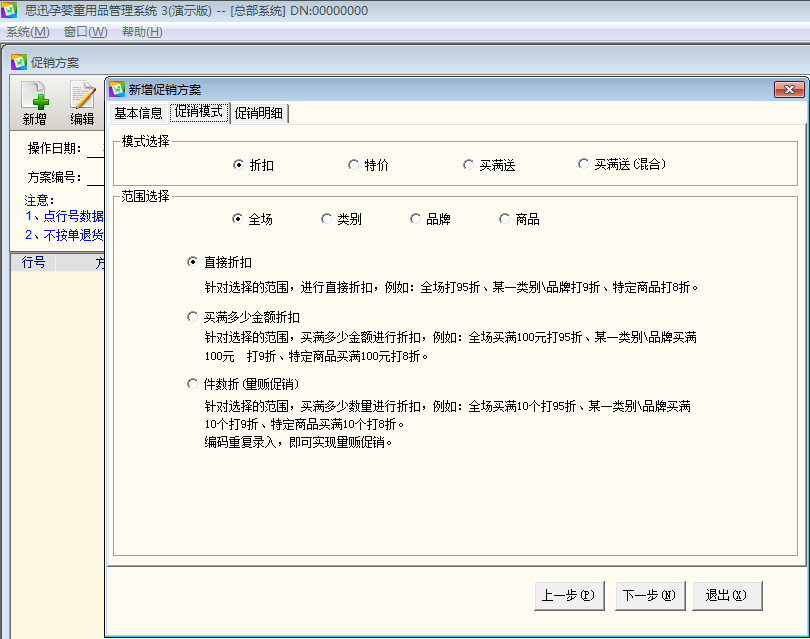 思迅孕婴童用品管理系统 3(演示版) -- [总部系统] DN:00000000
系统(M) 窗口(W) 帮助(H)
促销方案
新增促销方案
新增 编辑
基本信息 促销模式 促销明细
操作日期：
方案编号：
注意：
1、点行号数据
2、不按单退货
行号 方
模式选择
折扣 特价 买满送 买满送(混合)
范围选择
全场 类别 品牌 商品
直接折扣
针对选择的范围，进行直接折扣，例如：全场打95折、某一类别\品牌打9折、特定商品打8折。
买满多少金额折扣
针对选择的范围，买满多少金额进行折扣，例如：全场买满100元打95折、某一类别\品牌买满
100元 打9折、特定商品买满100元打8折。
件数折(量贩促销)
针对选择的范围，买满多少数量进行折扣，例如：全场买满10个打95折、某一类别\品牌买满
10个打9折、特定商品买满10个打8折。
编码重复录入，即可实现量贩促销。
上一步(P) 下一步(N) 退出(X)